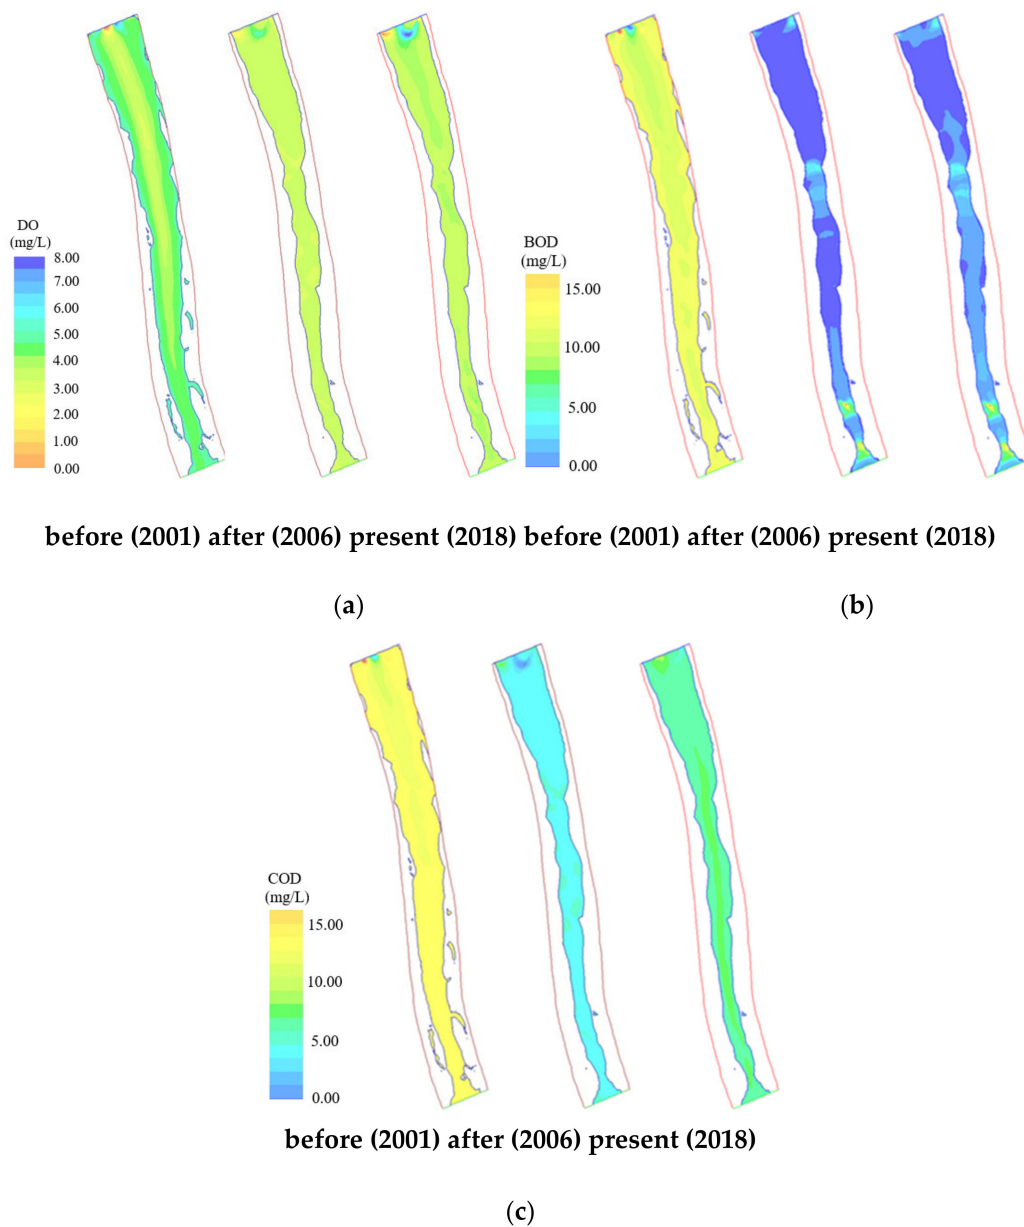 DO
(mg/L)
8.00
7.00
6.00
5.00
4.00
3.00
2.00
1.00
0.00
BOD
(mg/L)
15.00
10.00
5.00
0.00
before (2001) after (2006) present (2018) before (2001) after (2006) present (2018)
(a)
(b)
COD
(mg/L)
15.00
10.00
5.00
0.00
before (2001) after (2006) present (2018)
(c)